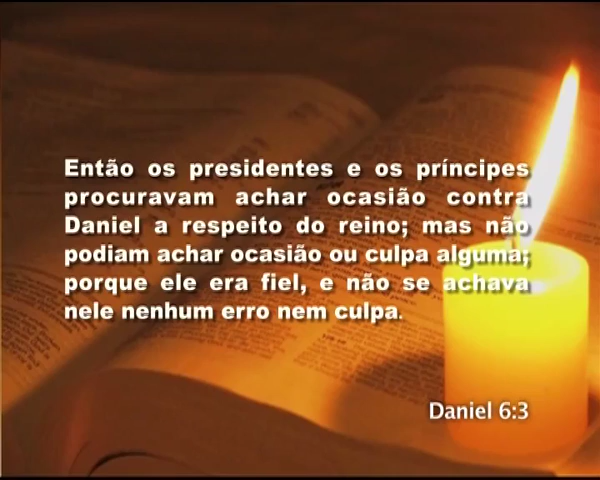 Então os presidentes e os príncipes
procuravam achar ocasião contra
Daniel a respeito do reino; mas não
podiam achar ocasião ou culpa alguma;
porque ele era fiel, e não se achava
nele nenhum erro nem culpa.
Daniel 6:3